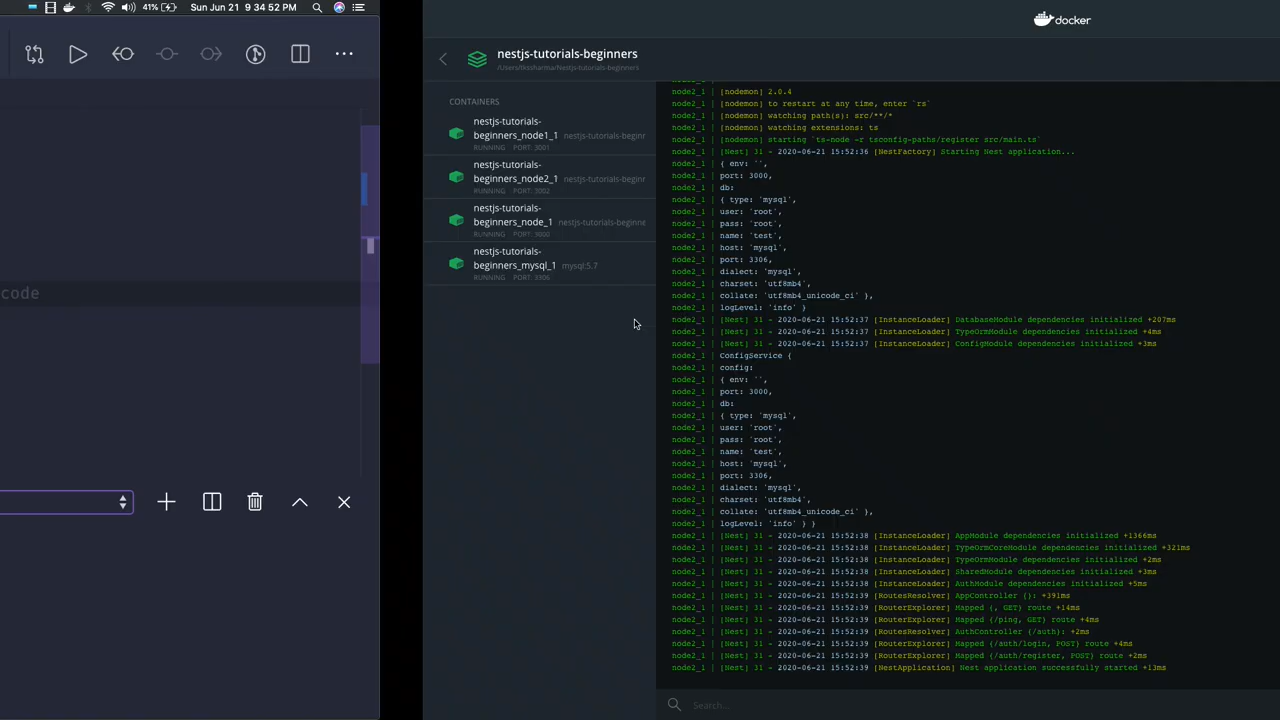 41%
Sun Jun 21 9:34:52 PM
code
docker
nestjs-tutorials-beginners
/Users/tkssharma/Nestjs-tutorials-beginners
CONTAINERS
nestjs-tutorials-
beginners_node1_1 nestjs-tutorials-beginr
RUNNING PORT: 3001
nestjs-tutorials-
beginners_node2_1 nestjs-tutorials-beginr
RUNNING PORT: 3002
nestjs-tutorials-
beginners_node_1 nestjs-tutorials-beginne
RUNNING PORT: 3000
nestjs-tutorials-
beginners_mysql_1 mysql:5.7
RUNNING PORT: 3306
node2_1 | [nodemon] 2.0.4
node2_1 | [nodemon] to restart at any time, enter `rs`
node2_1 | [nodemon] watching path(s): src/**/*
node2_1 | [nodemon] watching extensions: ts
node2_1 | [nodemon] starting `ts-node -r tsconfig-paths/register src/main.ts`
node2_1 | [Nest] 31 - 2020-06-21 15:52:36 [NestFactory] Starting Nest application...
node2_1 | { env: '',
node2_1 | port: 3000,
node2_1 | db:
node2_1 | { type: 'mysql',
node2_1 | user: 'root',
node2_1 | pass: 'root',
node2_1 | name: 'test',
node2_1 | host: 'mysql',
node2_1 | port: 3306,
node2_1 | dialect: 'mysql',
node2_1 | charset: 'utf8mb4',
node2_1 | collate: 'utf8mb4_unicode_ci' },
node2_1 | logLevel: 'info' }
node2_1 | [Nest] 31 - 2020-06-21 15:52:37 [InstanceLoader] DatabaseModule dependencies initialized +207ms
node2_1 | [Nest] 31 - 2020-06-21 15:52:37 [InstanceLoader] TypeOrmModule dependencies initialized +4ms
node2_1 | [Nest] 31 - 2020-06-21 15:52:37 [InstanceLoader] ConfigModule dependencies initialized +3ms
node2_1 | ConfigService {
node2_1 | config:
node2_1 | { env: '',
node2_1 | port: 3000,
node2_1 | db:
node2_1 | { type: 'mysql',
node2_1 | user: 'root',
node2_1 | pass: 'root',
node2_1 | name: 'test',
node2_1 | host: 'mysql',
node2_1 | port: 3306,
node2_1 | dialect: 'mysql',
node2_1 | charset: 'utf8mb4',
node2_1 | collate: 'utf8mb4_unicode_ci' },
node2_1 | logLevel: 'info' } }
node2_1 | [Nest] 31 - 2020-06-21 15:52:38 [InstanceLoader] AppModule dependencies initialized +1366ms
node2_1 | [Nest] 31 - 2020-06-21 15:52:38 [InstanceLoader] TypeOrmCoreModule dependencies initialized +321ms
node2_1 | [Nest] 31 - 2020-06-21 15:52:38 [InstanceLoader] TypeOrmModule dependencies initialized +2ms
node2_1 | [Nest] 31 - 2020-06-21 15:52:38 [InstanceLoader] SharedModule dependencies initialized +3ms
node2_1 | [Nest] 31 - 2020-06-21 15:52:38 [InstanceLoader] AuthModule dependencies initialized +5ms
node2_1 | [Nest] 31 - 2020-06-21 15:52:39 [RoutesResolver] AppController {}: +391ms
node2_1 | [Nest] 31 - 2020-06-21 15:52:39 [RouterExplorer] Mapped {, GET} route +14ms
node2_1 | [Nest] 31 - 2020-06-21 15:52:39 [RouterExplorer] Mapped {/ping, GET} route +4ms
node2_1 | [Nest] 31 - 2020-06-21 15:52:39 [RoutesResolver] AuthController {/auth}: +2ms
node2_1 | [Nest] 31 - 2020-06-21 15:52:39 [RouterExplorer] Mapped {/auth/login, POST} route +4ms
node2_1 | [Nest] 31 - 2020-06-21 15:52:39 [RouterExplorer] Mapped {/auth/register, POST} route +2ms
node2_1 | [Nest] 31 - 2020-06-21 15:52:39 [NestApplication] Nest application successfully started +13ms
Search...